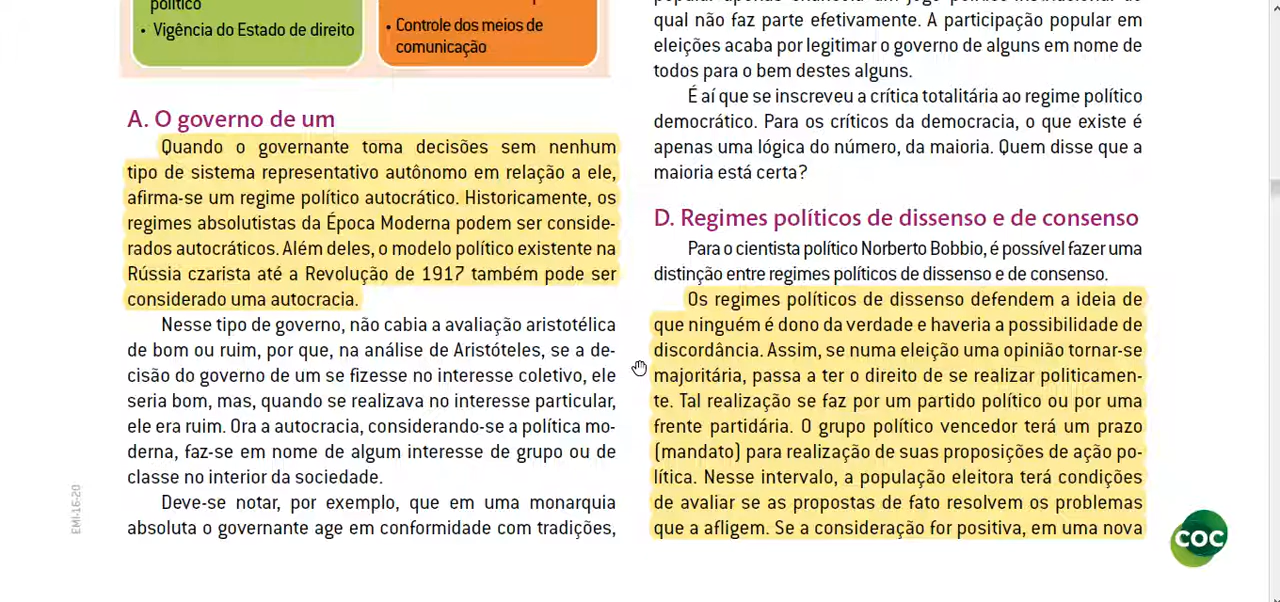 político
• Vigência do Estado de direito
• Controle dos meios de
comunicação
A. O governo de um
Quando o governante toma decisões sem nenhum
tipo de sistema representativo autônomo em relação a ele,
afirma-se um regime político autocrático. Historicamente, os
regimes absolutistas da Época Moderna podem ser conside-
rados autocráticos. Além deles, o modelo político existente na
Rússia czarista até a Revolução de 1917 também pode ser
considerado uma autocracia.
Nesse tipo de governo, não cabia a avaliação aristotélica
de bom ou ruim, por que, na análise de Aristóteles, se a de-
cisão do governo de um se fizesse no interesse coletivo, ele
seria bom, mas, quando se realizava no interesse particular,
ele era ruim. Ora a autocracia, considerando-se a política mo-
derna, faz-se em nome de algum interesse de grupo ou de
classe no interior da sociedade.
Deve-se notar, por exemplo, que em uma monarquia
absoluta o governante age em conformidade com tradições,
EMI-16-20
qual não faz parte efetivamente. A participação popular em
eleições acaba por legitimar o governo de alguns em nome de
todos para o bem destes alguns.
É aí que se inscreveu a crítica totalitária ao regime político
democrático. Para os críticos da democracia, o que existe é
apenas uma lógica do número, da maioria. Quem disse que a
maioria está certa?
D. Regimes políticos de dissenso e de consenso
Para o cientista político Norberto Bobbio, é possível fazer uma
distinção entre regimes políticos de dissenso e de consenso.
Os regimes políticos de dissenso defendem a ideia de
que ninguém é dono da verdade e haveria a possibilidade de
discordância. Assim, se numa eleição uma opinião tornar-se
majoritária, passa a ter o direito de se realizar politicamen-
te. Tal realização se faz por um partido político ou por uma
frente partidária. O grupo político vencedor terá um prazo
(mandato) para realização de suas proposições de ação po-
lítica. Nesse intervalo, a população eleitora terá condições
de avaliar se as propostas de fato resolvem os problemas
que a afligem. Se a consideração for positiva, em uma nova
COC